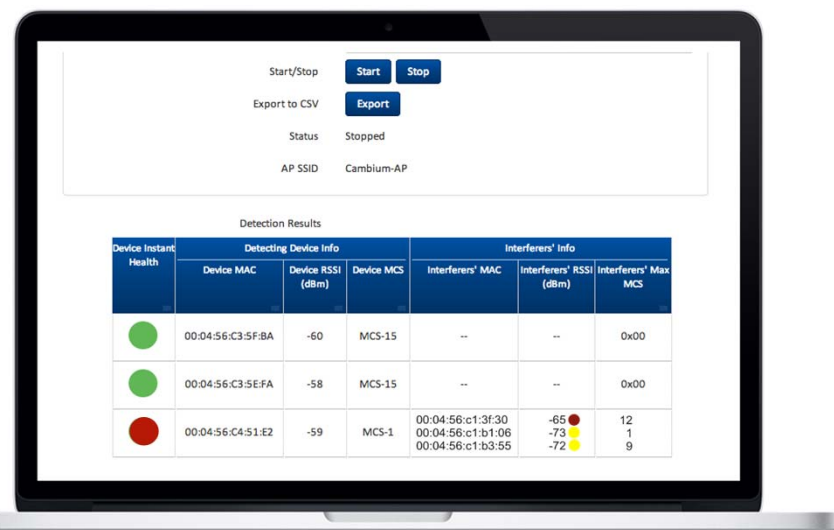 Start/Stop Start Stop
Export to CSV Export
Status Stopped
AP SSID Cambium-AP
Detection Results
Device Instant Health Detecting Device Info Interferers' Info
Device MAC Device RSSI (dBm) Device MCS Interferers' MAC Interferers' RSSI (dBm) Interferers' Max MCS
00:04:56:C3:5F:BA -60 MCS-15 -- -- 0x00
00:04:56:C3:5E:FA -58 MCS-15 -- -- 0x00
00:04:56:C4:51:E2 -59 MCS-1
00:04:56:c1:3f:30 -65 12
00:04:56:c1:b1:06 -73 1
00:04:56:c1:b3:55 -72 9